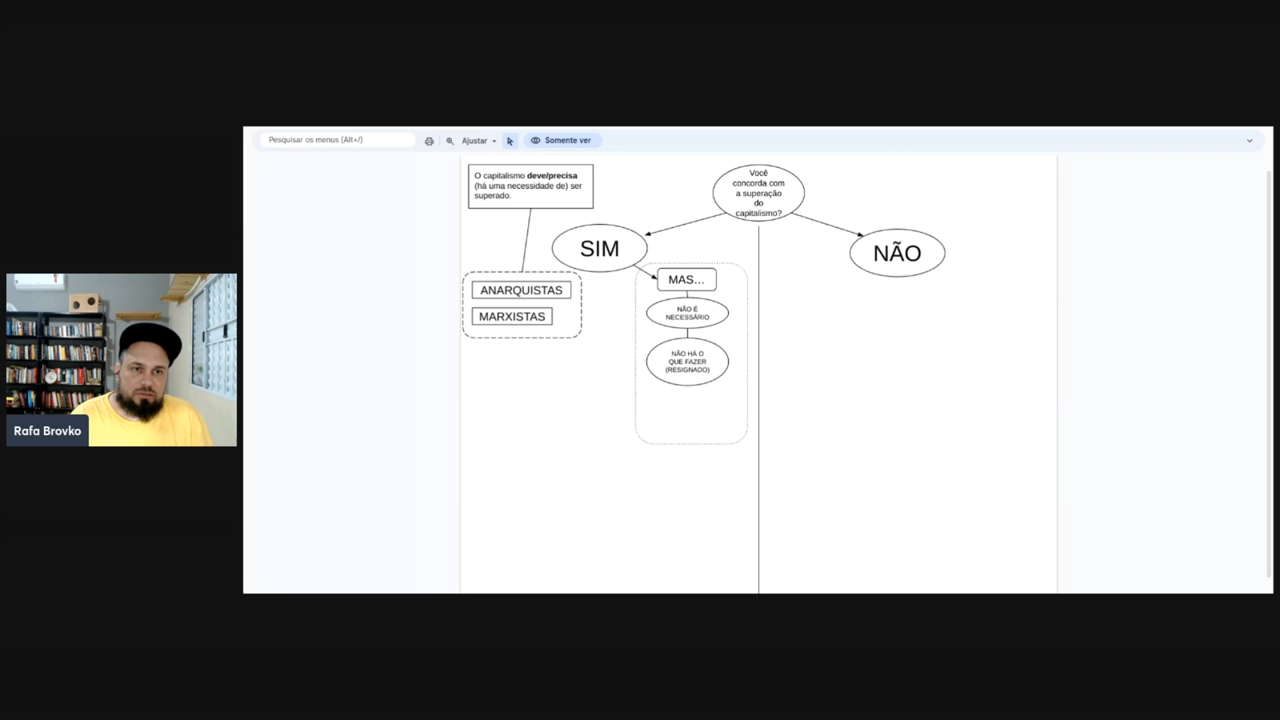 Pesquisar os menus (Alt+/)
Ajustar
Somente ver
O capitalismo deve/precisa
(há uma necessidade de) ser
superado.
Você
concorda com
a superação
do
capitalismo?
SIM
NÃO
ANARQUISTAS
MARXISTAS
MAS...
NÃO É
NECESSÁRIO
NÃO HÁ O
QUE FAZER
(RESIGNADO)
Rafa Brovko